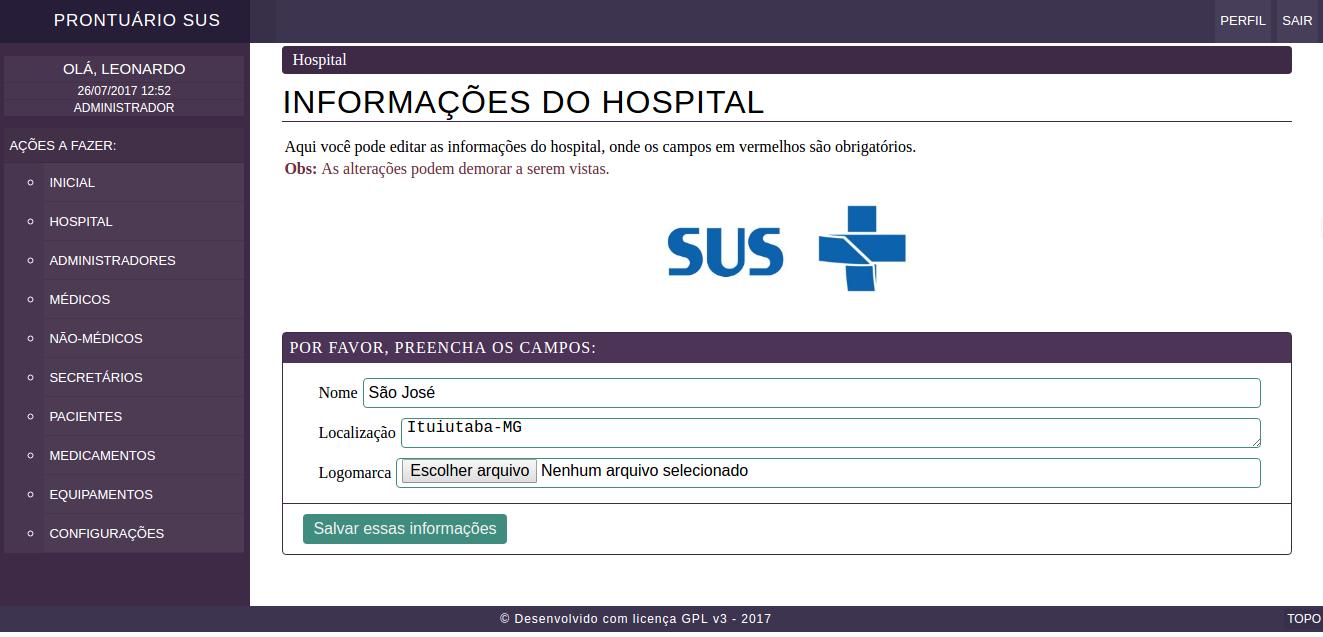 PRONTUÁRIO SUS
PERFIL SAIR
OLÁ, LEONARDO
26/07/2017 12:52
ADMINISTRADOR
AÇÕES A FAZER:
INICIAL
HOSPITAL
ADMINISTRADORES
MÉDICOS
NÃO-MÉDICOS
SECRETÁRIOS
PACIENTES
MEDICAMENTOS
EQUIPAMENTOS
CONFIGURAÇÕES
Hospital
INFORMAÇÕES DO HOSPITAL
Aqui você pode editar as informações do hospital, onde os campos em vermelhos são obrigatórios.
Obs: As alterações podem demorar a serem vistas.
SUS
POR FAVOR, PREENCHA OS CAMPOS:
Nome São José
Localização Ituiutaba-MG
Logomarca Escolher arquivo Nenhum arquivo selecionado
Salvar essas informações
© Desenvolvido com licença GPL v3 - 2017
TOPO